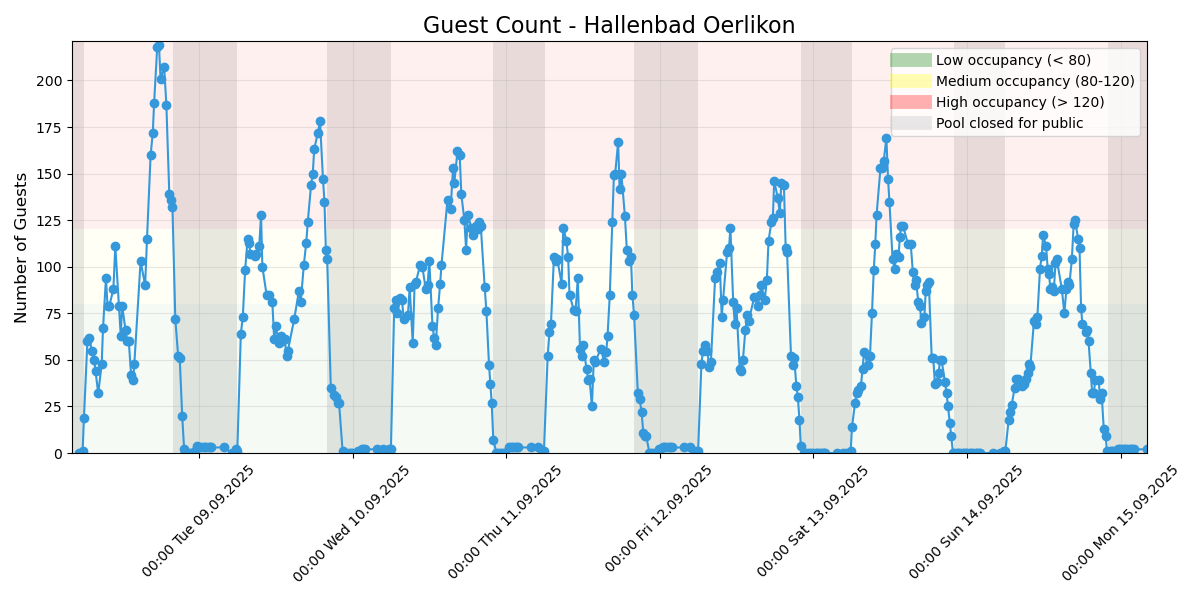 Guest Count - Hallenbad Oerlikon
Low occupancy (< 80)
Medium occupancy (80-120)
High occupancy (> 120)
Pool closed for public
Number of Guests
200
175
150
125
100
75
50
25
0
00:00 Tue 09.09.2025
00:00 Wed 10.09.2025
00:00 Thu 11.09.2025
00:00 Fri 12.09.2025
00:00 Sat 13.09.2025
00:00 Sun 14.09.2025
00:00 Mon 15.09.2025